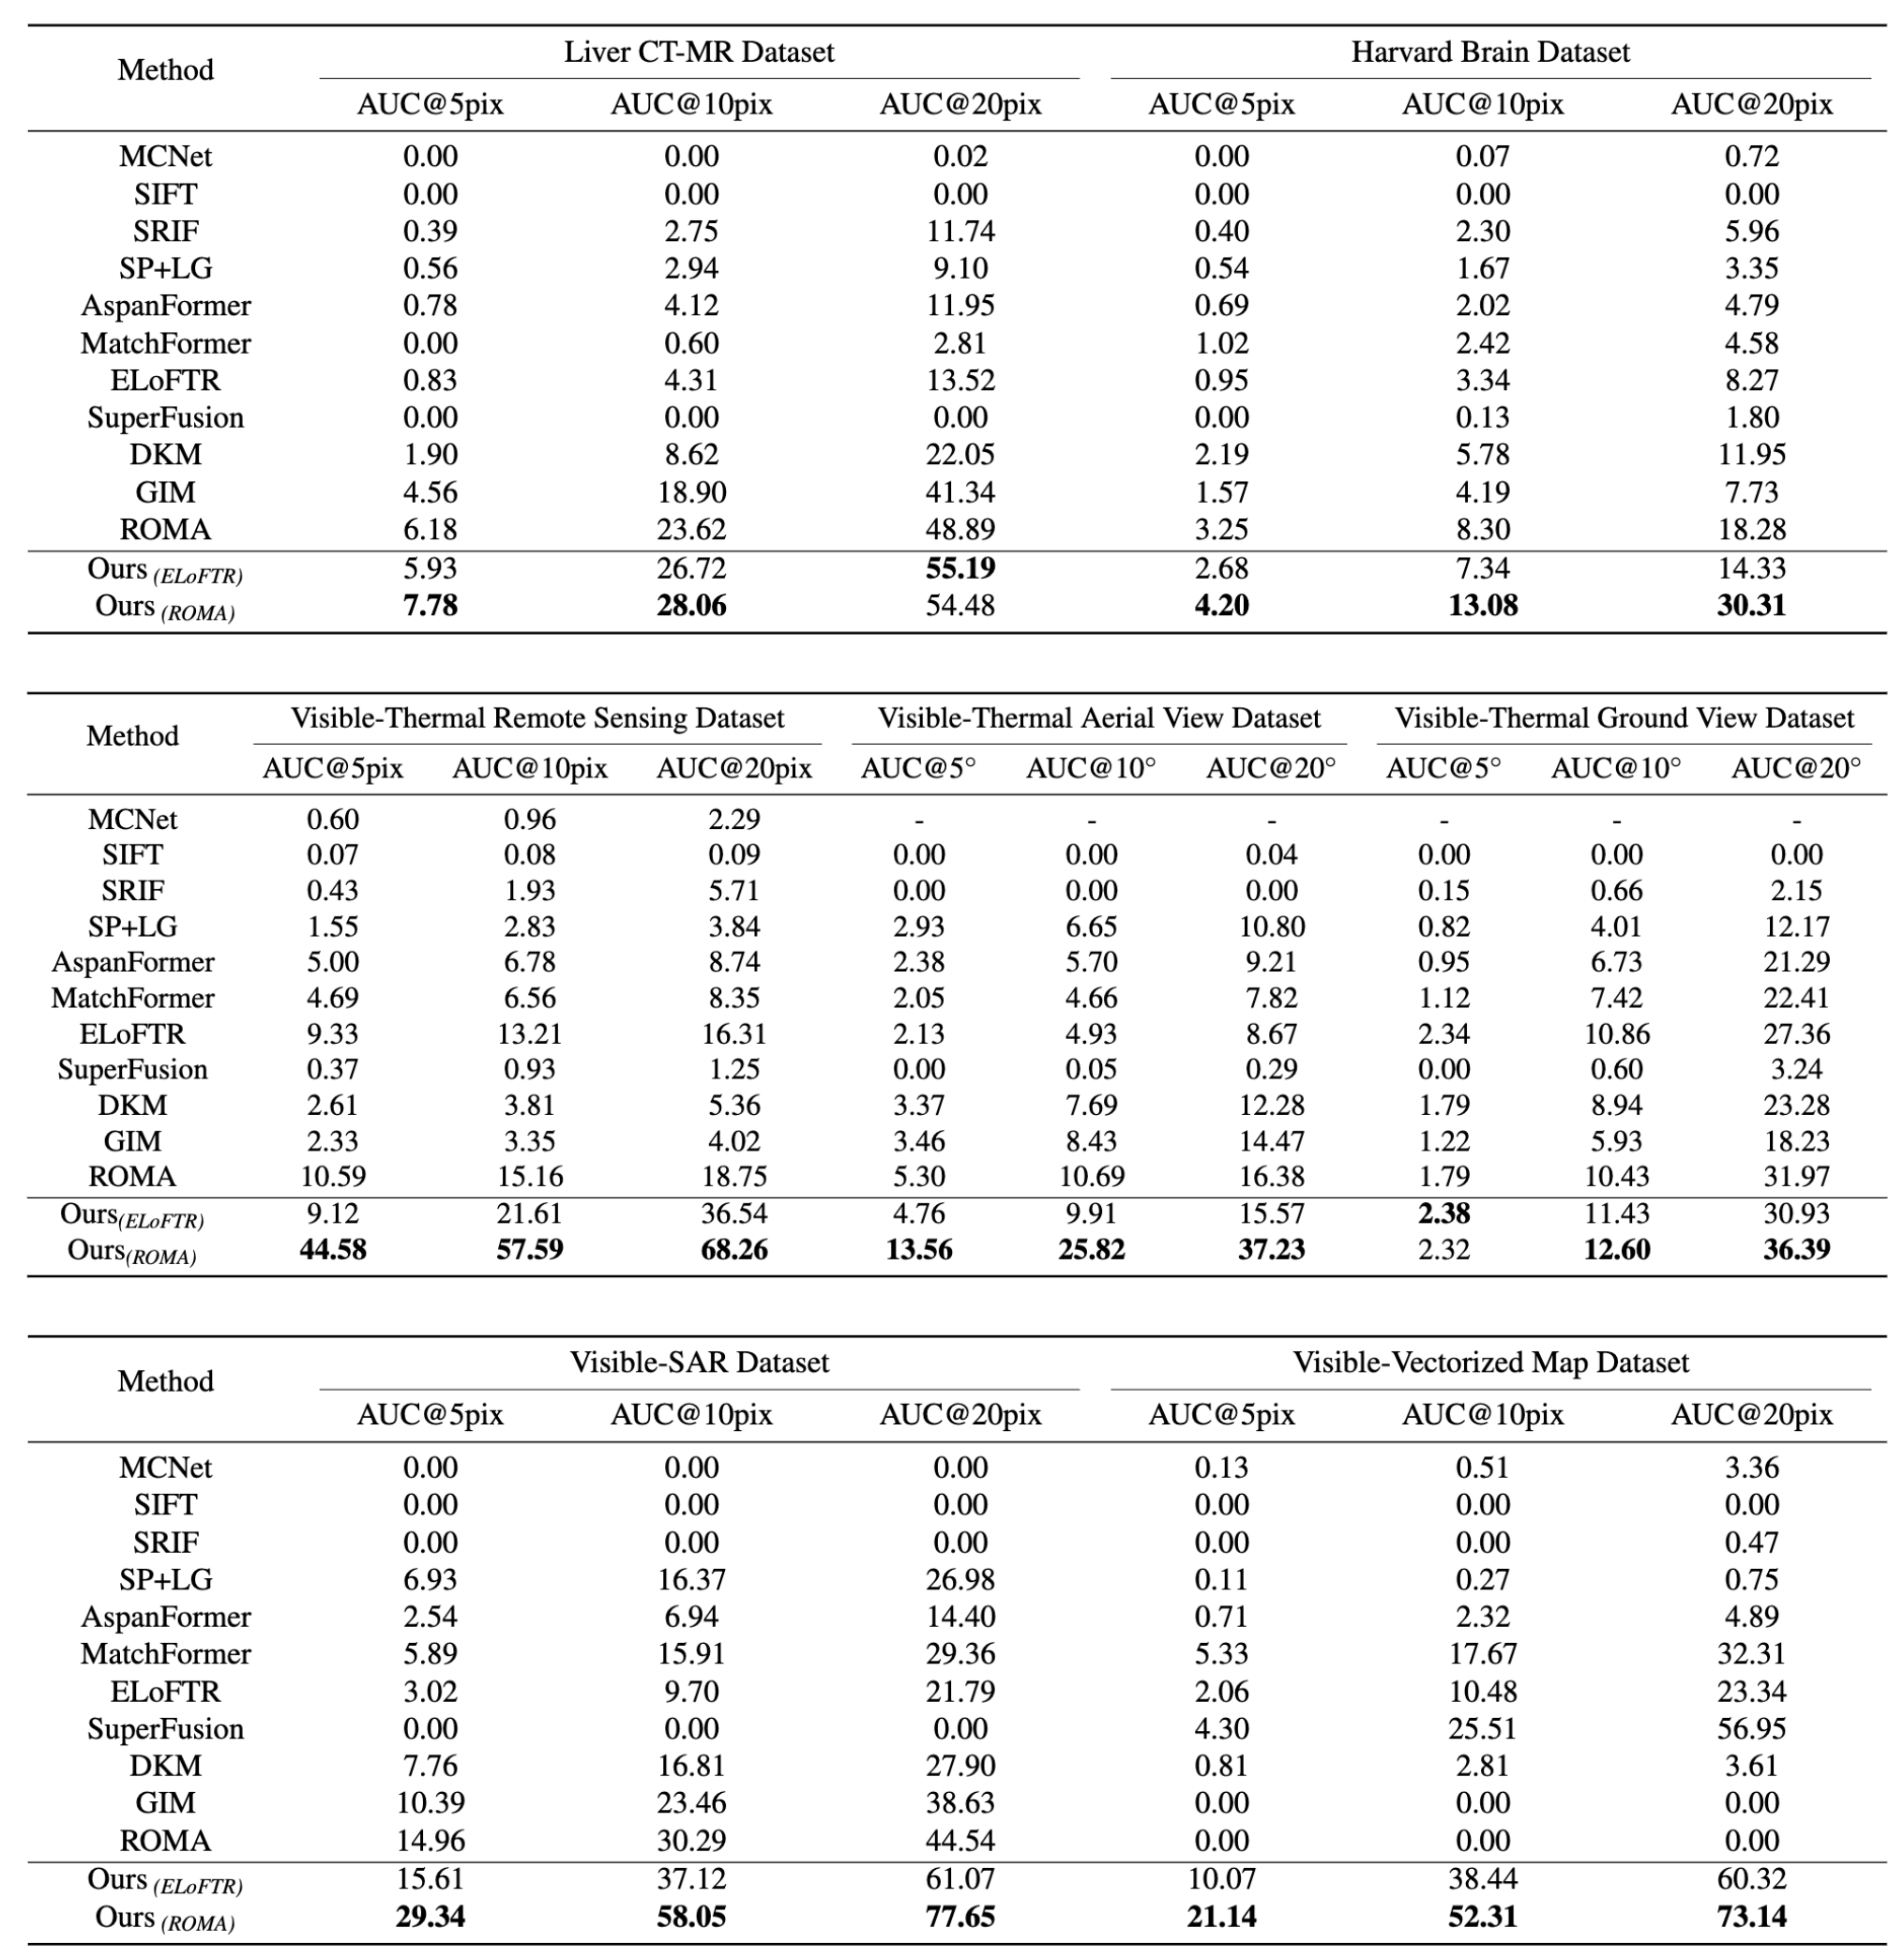 Method Liver CT-MR Dataset Harvard Brain Dataset
AUC@5pix AUC@10pix AUC@20pix AUC@5pix AUC@10pix AUC@20pix
MCNet 0.00 0.00 0.02 0.00 0.07 0.72
SIFT 0.00 0.00 0.00 0.00 0.00 0.00
SRIF 0.39 2.75 11.74 0.40 2.30 5.96
SP+LG 0.56 2.94 9.10 0.54 1.67 3.35
AspanFormer 0.78 4.12 11.95 0.69 2.02 4.79
MatchFormer 0.00 0.60 2.81 1.02 2.42 4.58
ELoFTR 0.83 4.31 13.52 0.95 3.34 8.27
SuperFusion 0.00 0.00 0.00 0.00 0.13 1.80
DKM 1.90 8.62 22.05 2.19 5.78 11.95
GIM 4.56 18.90 41.34 1.57 4.19 7.73
ROMA 6.18 23.62 48.89 3.25 8.30 18.28
Ours (ELoFTR) 5.93 26.72 55.19 2.68 7.34 14.33
Ours (ROMA) 7.78 28.06 54.48 4.20 13.08 30.31
Method Visible-Thermal Remote Sensing Dataset Visible-Thermal Aerial View Dataset Visible-Thermal Ground View Dataset
AUC@5pix AUC@10pix AUC@20pix AUC@5° AUC@10° AUC@20° AUC@5° AUC@10° AUC@20°
MCNet 0.60 0.96 2.29 - - - - - -
SIFT 0.07 0.08 0.09 0.00 0.00 0.04 0.00 0.00 0.00
SRIF 0.43 1.93 5.71 0.00 0.00 0.00 0.15 0.66 2.15
SP+LG 1.55 2.83 3.84 2.93 6.65 10.80 0.82 4.01 12.17
AspanFormer 5.00 6.78 8.74 2.38 5.70 9.21 0.95 6.73 21.29
MatchFormer 4.69 6.56 8.35 2.05 4.66 7.82 1.12 7.42 22.41
ELoFTR 9.33 13.21 16.31 2.13 4.93 8.67 2.34 10.86 27.36
SuperFusion 0.37 0.93 1.25 0.00 0.05 0.29 0.00 0.60 3.24
DKM 2.61 3.81 5.36 3.37 7.69 12.28 1.79 8.94 23.28
GIM 2.33 3.35 4.02 3.46 8.43 14.47 1.22 5.93 18.23
ROMA 10.59 15.16 18.75 5.30 10.69 16.38 1.79 10.43 31.97
Ours(ELoFTR) 9.12 21.61 36.54 4.76 9.91 15.57 2.38 11.43 30.93
Ours(ROMA) 44.58 57.59 68.26 13.56 25.82 37.23 2.32 12.60 36.39
Method Visible-SAR Dataset Visible-Vectorized Map Dataset
AUC@5pix AUC@10pix AUC@20pix AUC@5pix AUC@10pix AUC@20pix
MCNet 0.00 0.00 0.00 0.13 0.51 3.36
SIFT 0.00 0.00 0.00 0.00 0.00 0.00
SRIF 0.00 0.00 0.00 0.00 0.00 0.47
SP+LG 6.93 16.37 26.98 0.11 0.27 0.75
AspanFormer 2.54 6.94 14.40 0.71 2.32 4.89
MatchFormer 5.89 15.91 29.36 5.33 17.67 32.31
ELoFTR 3.02 9.70 21.79 2.06 10.48 23.34
SuperFusion 0.00 0.00 0.00 4.30 25.51 56.95
DKM 7.76 16.81 27.90 0.81 2.81 3.61
GIM 10.39 23.46 38.63 0.00 0.00 0.00
ROMA 14.96 30.29 44.54 0.00 0.00 0.00
Ours (ELoFTR) 15.61 37.12 61.07 10.07 38.44 60.32
Ours (ROMA) 29.34 58.05 77.65 21.14 52.31 73.14